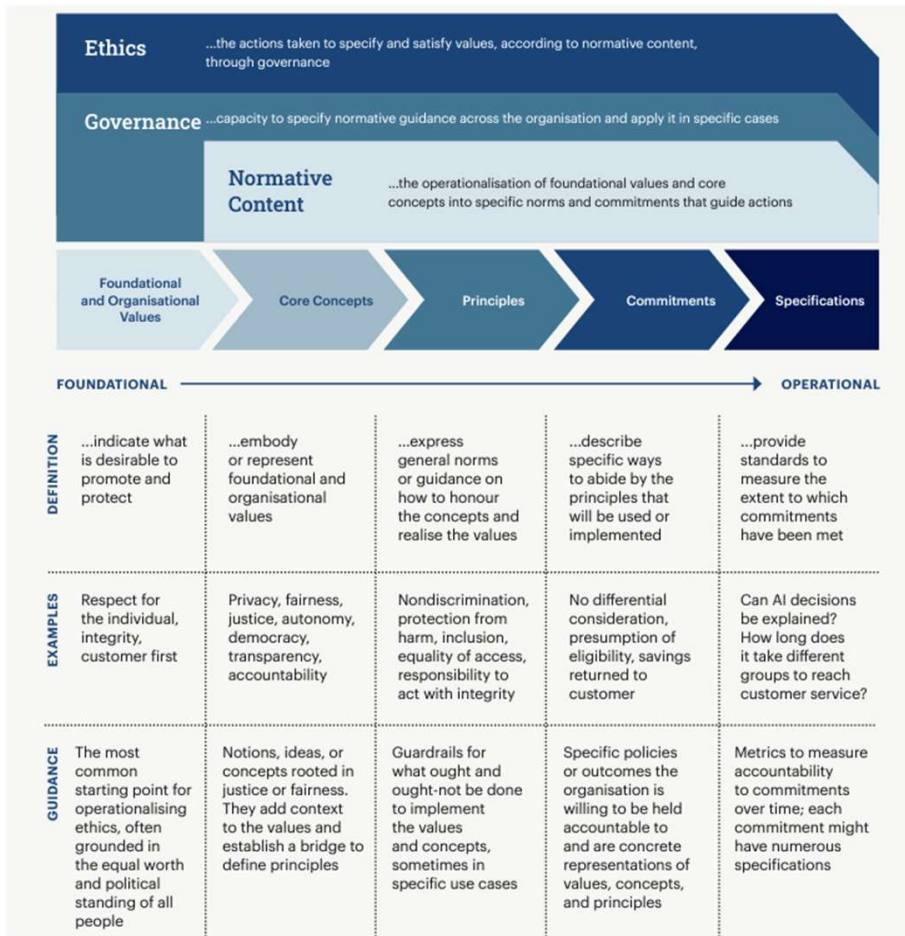 Ethics
...the actions taken to specify and satisfy values, according to normative content,
through governance
Governance
...capacity to specify normative guidance across the organisation and apply it in specific cases
Normative
Content
...the operationalisation of foundational values and core
concepts into specific norms and commitments that guide actions
Foundational
and Organisational
Values
Core Concepts
Principles
Commitments
Specifications
FOUNDATIONAL
OPERATIONAL
DEFINITION
...indicate what
is desirable to
promote and
protect
...embody
or represent
foundational and
organisational
values
...express
general norms
or guidance on
how to honour
the concepts and
realise the values
...describe
specific ways
to abide by the
principles that
will be used or
implemented
...provide
standards to
measure the
extent to which
commitments
have been met
EXAMPLES
Respect for
the individual,
integrity,
customer first
Privacy, fairness,
justice, autonomy,
democracy,
transparency,
accountability
Nondiscrimination,
protection from
harm, inclusion,
equality of access,
responsibility to
act with integrity
No differential
consideration,
presumption of
eligibility, savings
returned to
customer
Can AI decisions
be explained?
How long does
it take different
groups to reach
customer service?
GUIDANCE
The most
common
starting point for
operationalising
ethics, often
grounded in
the equal worth
and political
standing of all
people
Notions, ideas, or
concepts rooted in
justice or fairness.
They add context
to the values and
establish a bridge to
define principles
Guardrails for
what ought and
ought-not be done
to implement
the values
and concepts,
sometimes in
specific use cases
Specific policies
or outcomes the
organisation is
willing to be held
accountable to
and are concrete
representations of
values, concepts,
and principles
Metrics to measure
accountability
to commitments
over time; each
commitment might
have numerous
specifications